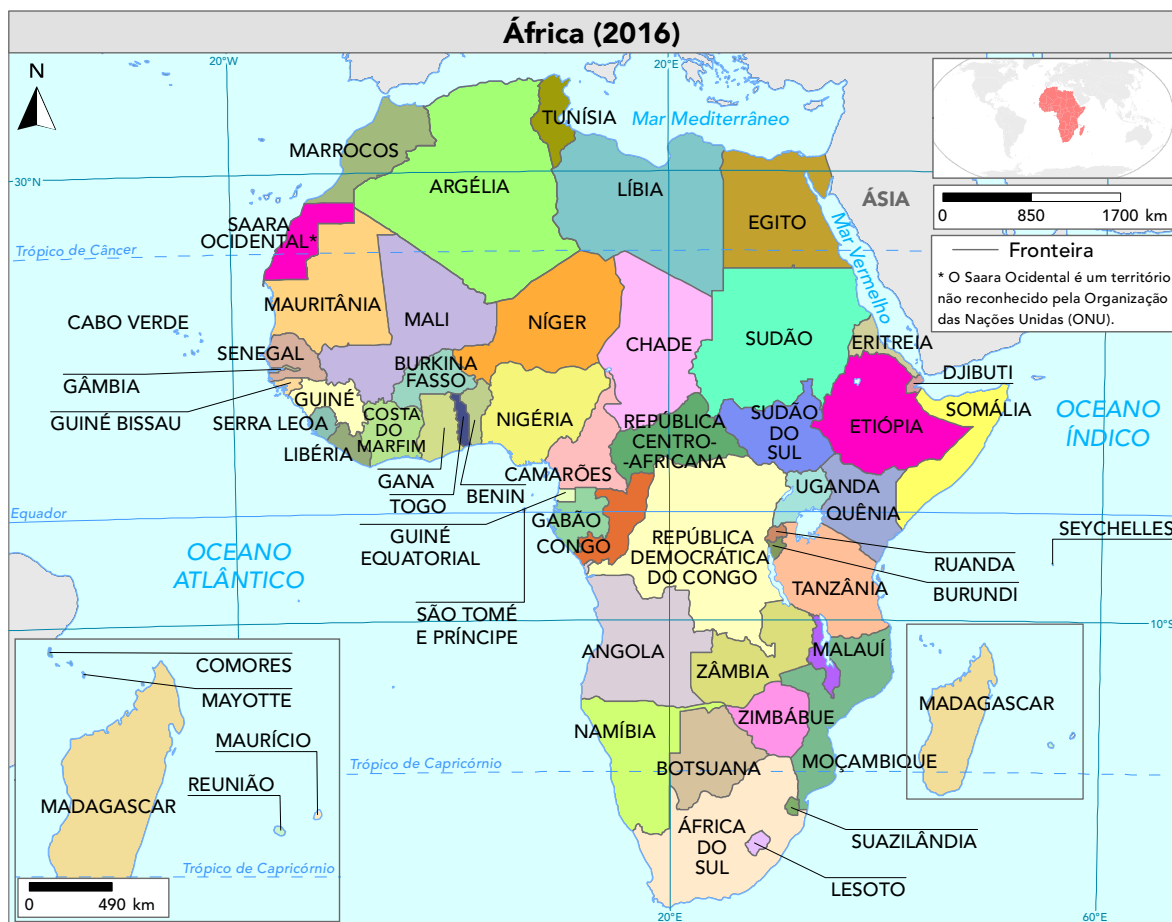 África (2016)
20°W
20°E
N
TUNÍSIA
Mar Mediterrâneo
MARROCOS
30°N
ARGÉLIA
LÍBIA
EGITO
ÁSIA
0 850 1700 km
SAARA
OCIDENTAL*
Trópico de Câncer
Mar Vermelho
Fronteira
* O Saara Ocidental é um território
não reconhecido pela Organização
das Nações Unidas (ONU).
MAURITÂNIA
MALI
NÍGER
CHADE
SUDÃO
ERITREIA
CABO VERDE
SENEGAL
GÂMBIA
GUINÉ BISSAU
BURKINA
FASSO
DJIBUTI
GUINÉ
SERRA LEOA
LIBÉRIA
COSTA
DO
MARFIM
NIGÉRIA
REPÚBLICA
CENTRO-
-AFRICANA
SUDÃO
DO
SUL
ETIÓPIA
SOMÁLIA
OCEANO
ÍNDICO
GANA
TOGO
BENIN
CAMARÕES
UGANDA
QUÊNIA
Equador
GUINÉ
EQUATORIAL
GABÃO
CONGO
REPÚBLICA
DEMOCRÁTICA
DO CONGO
SEYCHELLES
RUANDA
BURUNDI
OCEANO
ATLÂNTICO
TANZÂNIA
SÃO TOMÉ
E PRÍNCIPE
10°S
ANGOLA
ZÂMBIA
MALAUÍ
COMORES
MAYOTTE
MADAGASCAR
NAMÍBIA
ZIMBÁBUE
MAURÍCIO
REUNIÃO
MADAGASCAR
Trópico de Capricórnio
BOTSUANA
MOÇAMBIQUE
ÁFRICA
DO
SUL
SUAZILÂNDIA
LESOTO
Trópico de Capricórnio
0 490 km
20°E
60°E